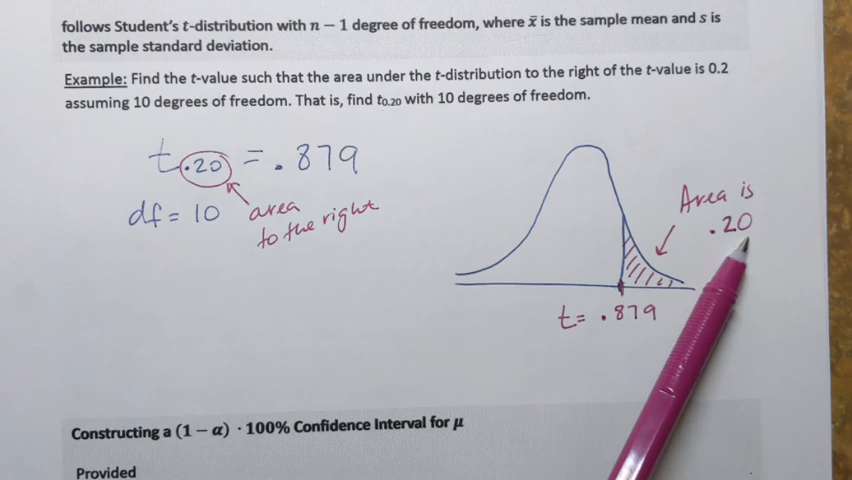 follows Student's t-distribution with n − 1 degree of freedom, where x̄ is the sample mean and s is
the sample standard deviation.
Example: Find the t-value such that the area under the t-distribution to the right of the t-value is 0.2
assuming 10 degrees of freedom. That is, find t0.20 with 10 degrees of freedom.
t.20 = .879
df = 10
area
to the right
Area is
.20
t = .879
Constructing a (1 − α) · 100% Confidence Interval for μ
Provided